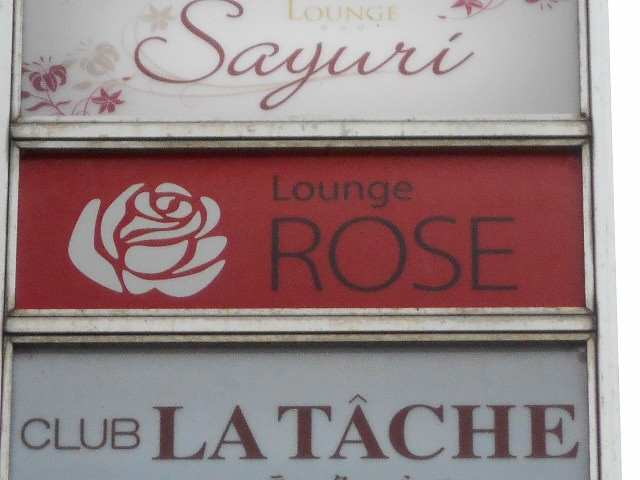 LOUNGE
Sayuri
Lounge
ROSE
CLUB LA TÂCHE